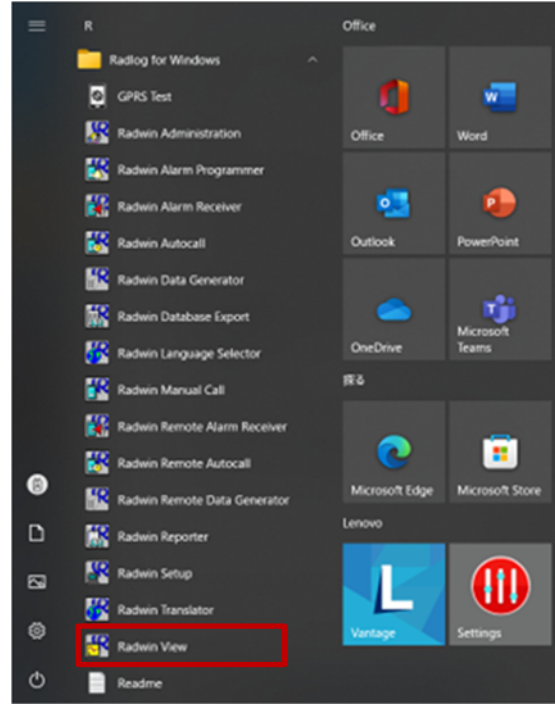 R
Radlog for Windows
GPRS Test
Radwin Administration
Radwin Alarm Programmer
Radwin Alarm Receiver
Radwin Autocall
Radwin Data Generator
Radwin Database Export
Radwin Language Selector
Radwin Manual Call
Radwin Remote Alarm Receiver
Radwin Remote Autocall
Radwin Remote Data Generator
Radwin Reporter
Radwin Setup
Radwin Translator
Radwin View
Readme
Office
Office
Word
Outlook
PowerPoint
OneDrive
Microsoft
Teams
探る
Microsoft Edge
Microsoft Store
Lenovo
Vantage
Settings